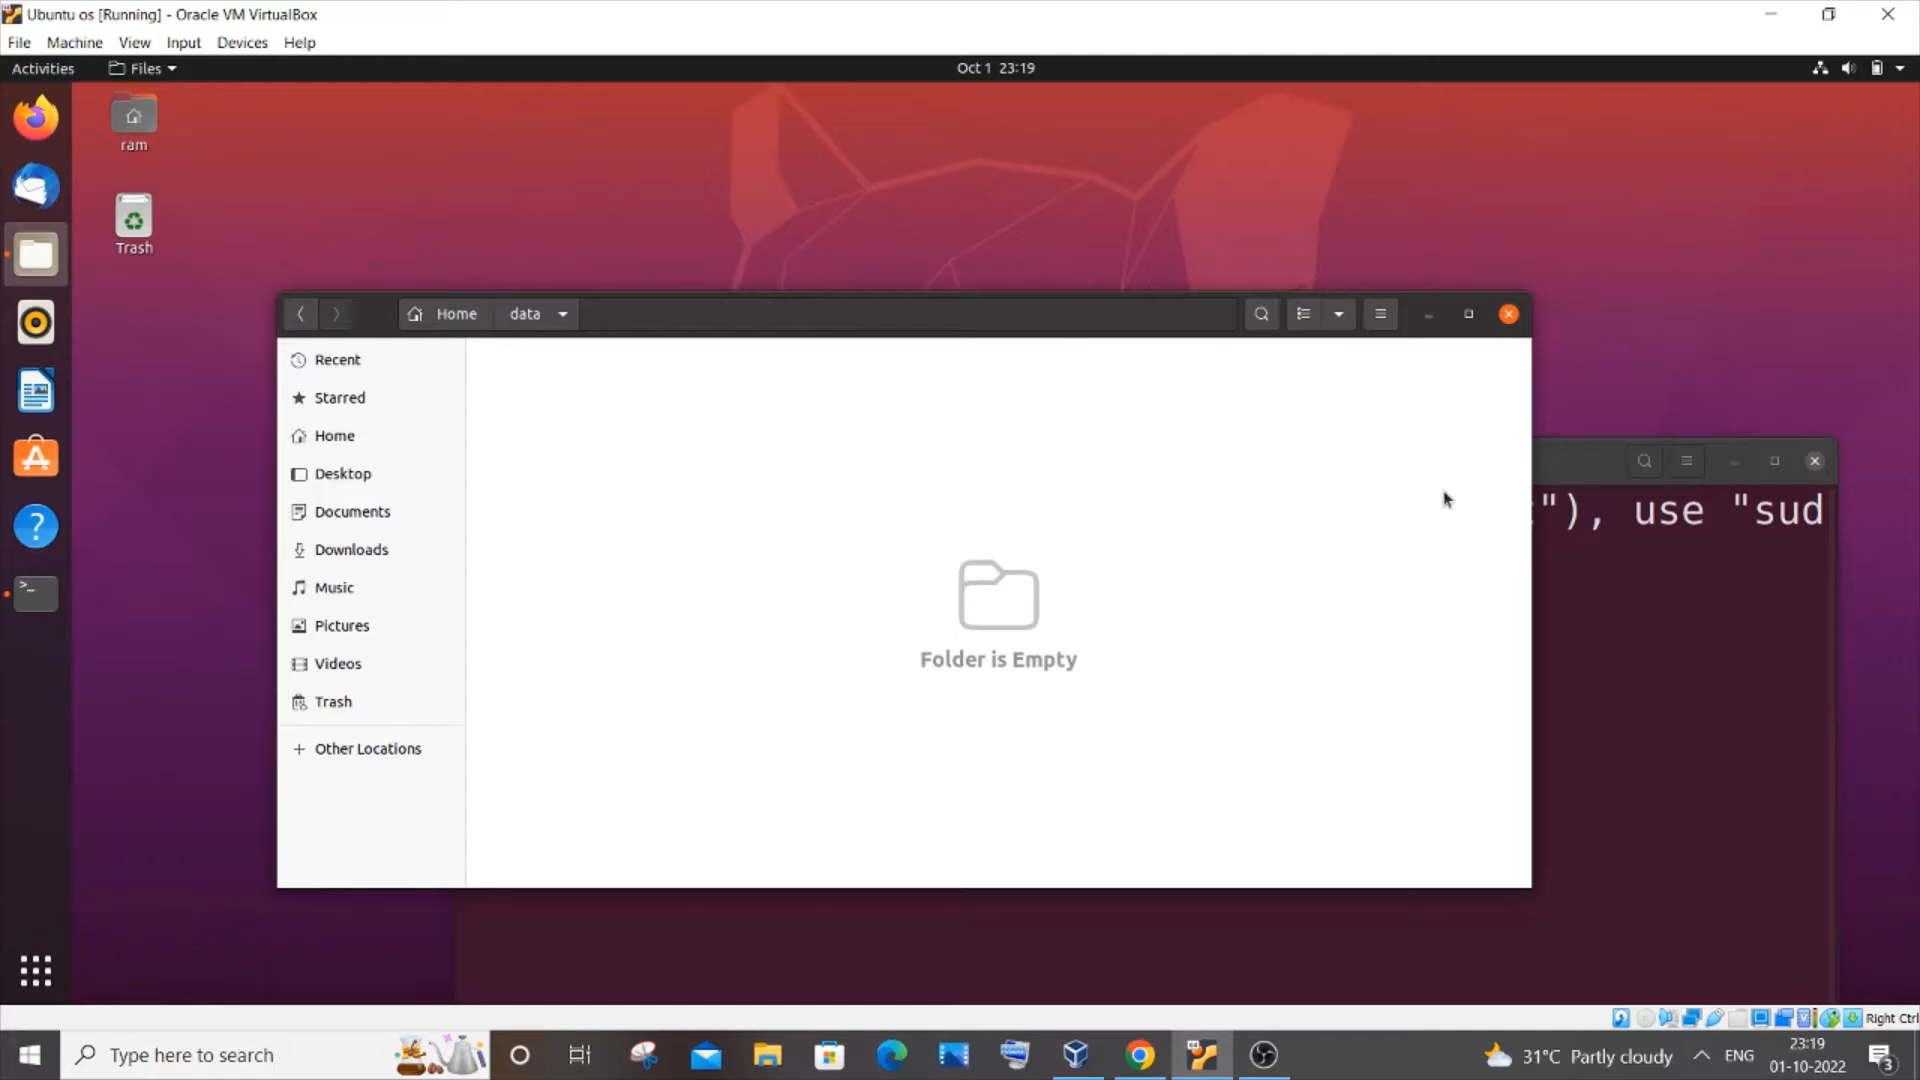 Ubuntu os [Running] - Oracle VM VirtualBox
File Machine View Input Devices Help
Activities Files Oct 1 23:19
ram
Trash
Home data
Recent
Starred
Home
Desktop
Documents
Downloads
Music
Pictures
Videos
Trash
+ Other Locations
Folder is Empty
"), use "sud
Right Ctrl
Type here to search
31°C Partly cloudy
ENG
23:19
01-10-2022
3